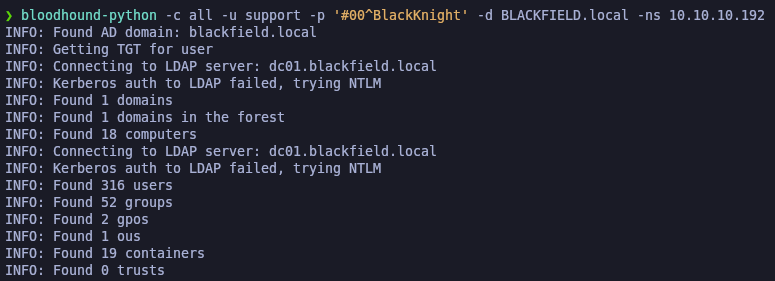 ❯ bloodhound-python -c all -u support -p '#00^BlackKnight' -d BLACKFIELD.local -ns 10.10.10.192
INFO: Found AD domain: blackfield.local
INFO: Getting TGT for user
INFO: Connecting to LDAP server: dc01.blackfield.local
INFO: Kerberos auth to LDAP failed, trying NTLM
INFO: Found 1 domains
INFO: Found 1 domains in the forest
INFO: Found 18 computers
INFO: Connecting to LDAP server: dc01.blackfield.local
INFO: Kerberos auth to LDAP failed, trying NTLM
INFO: Found 316 users
INFO: Found 52 groups
INFO: Found 2 gpos
INFO: Found 1 ous
INFO: Found 19 containers
INFO: Found 0 trusts